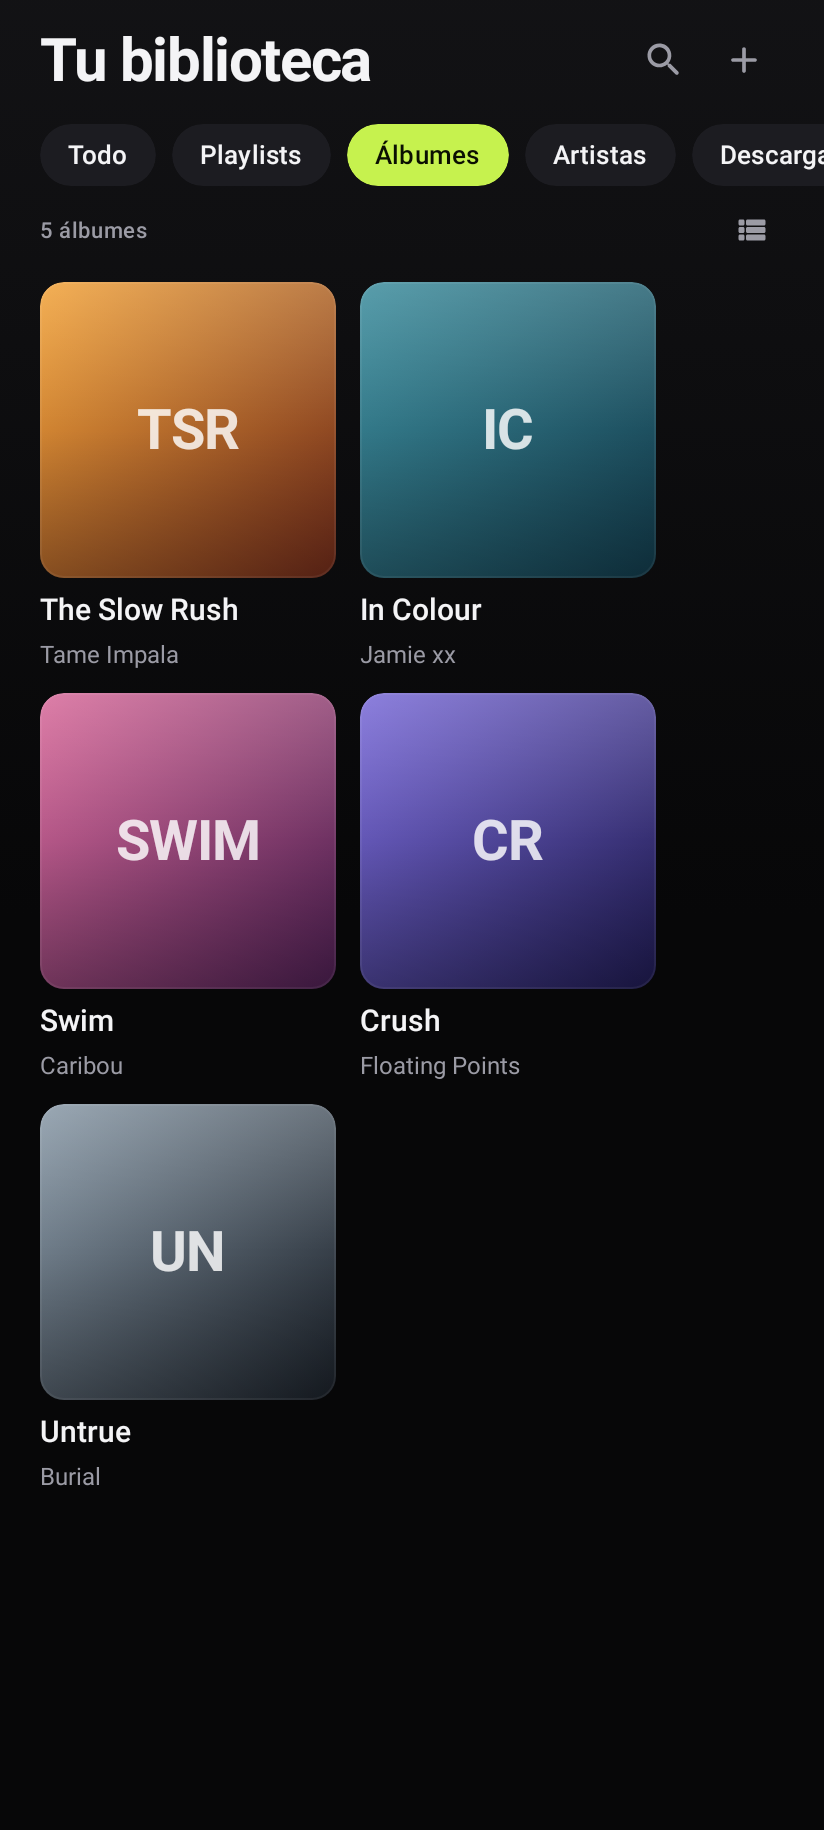 Tu biblioteca
Todo Playlists Álbumes Artistas Descarga
5 álbumes
TSR IC
The Slow Rush In Colour
Tame Impala Jamie xx
SWIM CR
Swim Crush
Caribou Floating Points
UN
Untrue
Burial